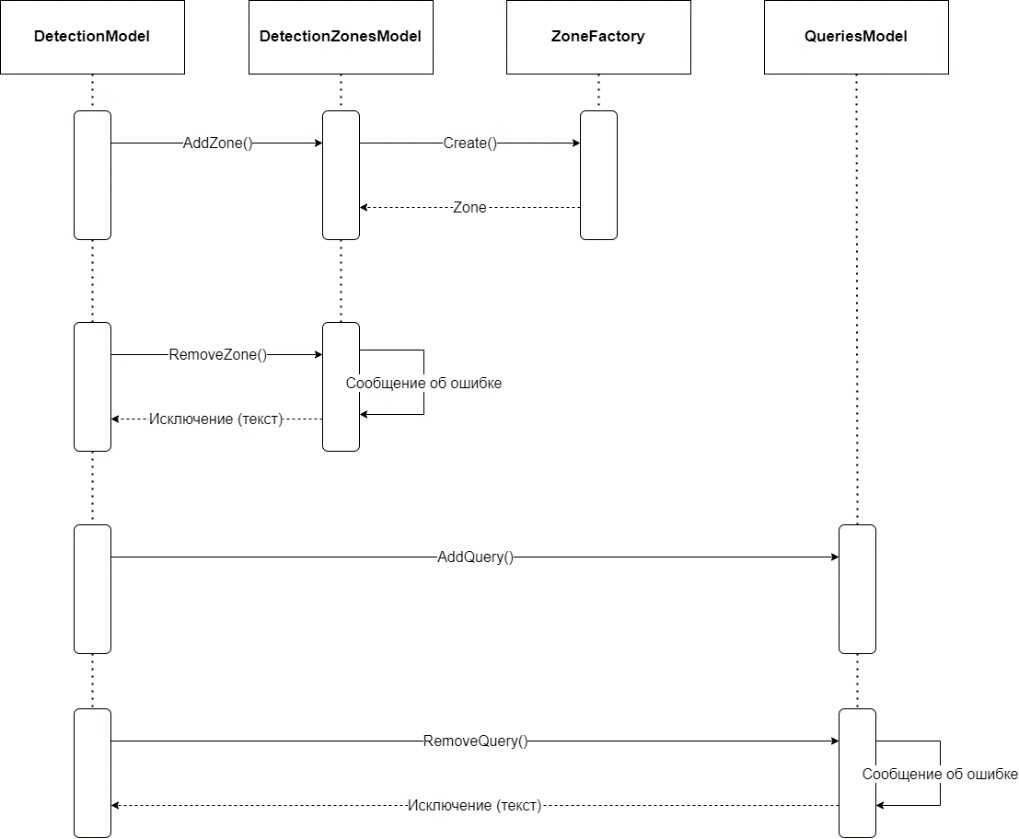 DetectionModel
DetectionZonesModel
ZoneFactory
QueriesModel
AddZone()
Create()
Zone
RemoveZone()
Сообщение об ошибке
Исключение (текст)
AddQuery()
RemoveQuery()
Сообщение об ошибке
Исключение (текст)